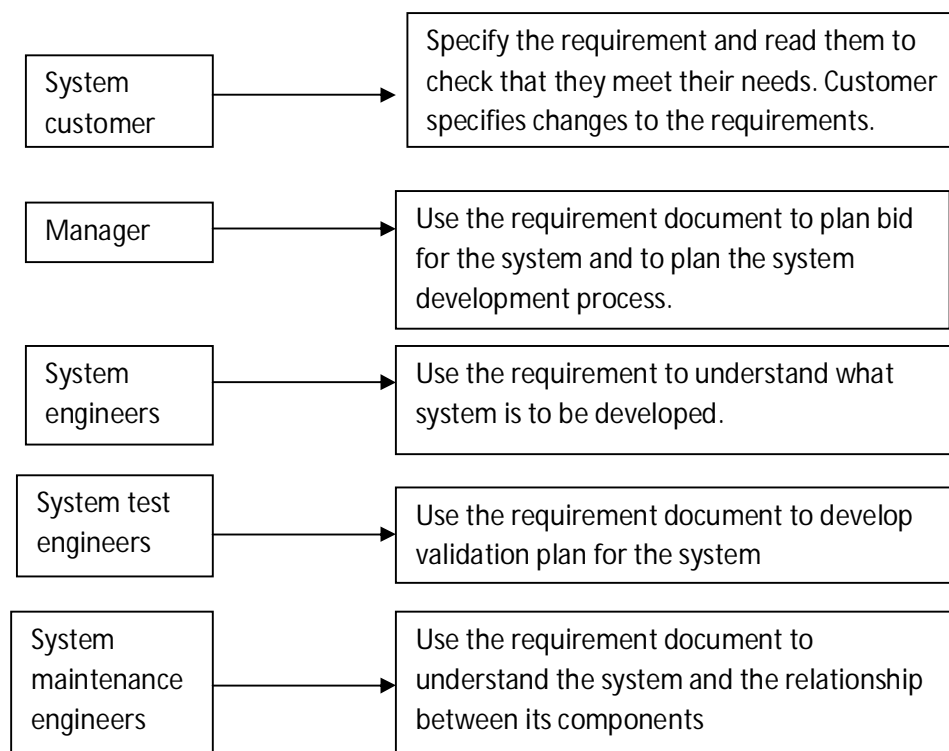 System
customer
Specify the requirement and read them to
check that they meet their needs. Customer
specifies changes to the requirements.
Manager
Use the requirement document to plan bid
for the system and to plan the system
development process.
System
engineers
Use the requirement to understand what
system is to be developed.
System test
engineers
Use the requirement document to develop
validation plan for the system
System
maintenance
engineers
Use the requirement document to
understand the system and the relationship
between its components